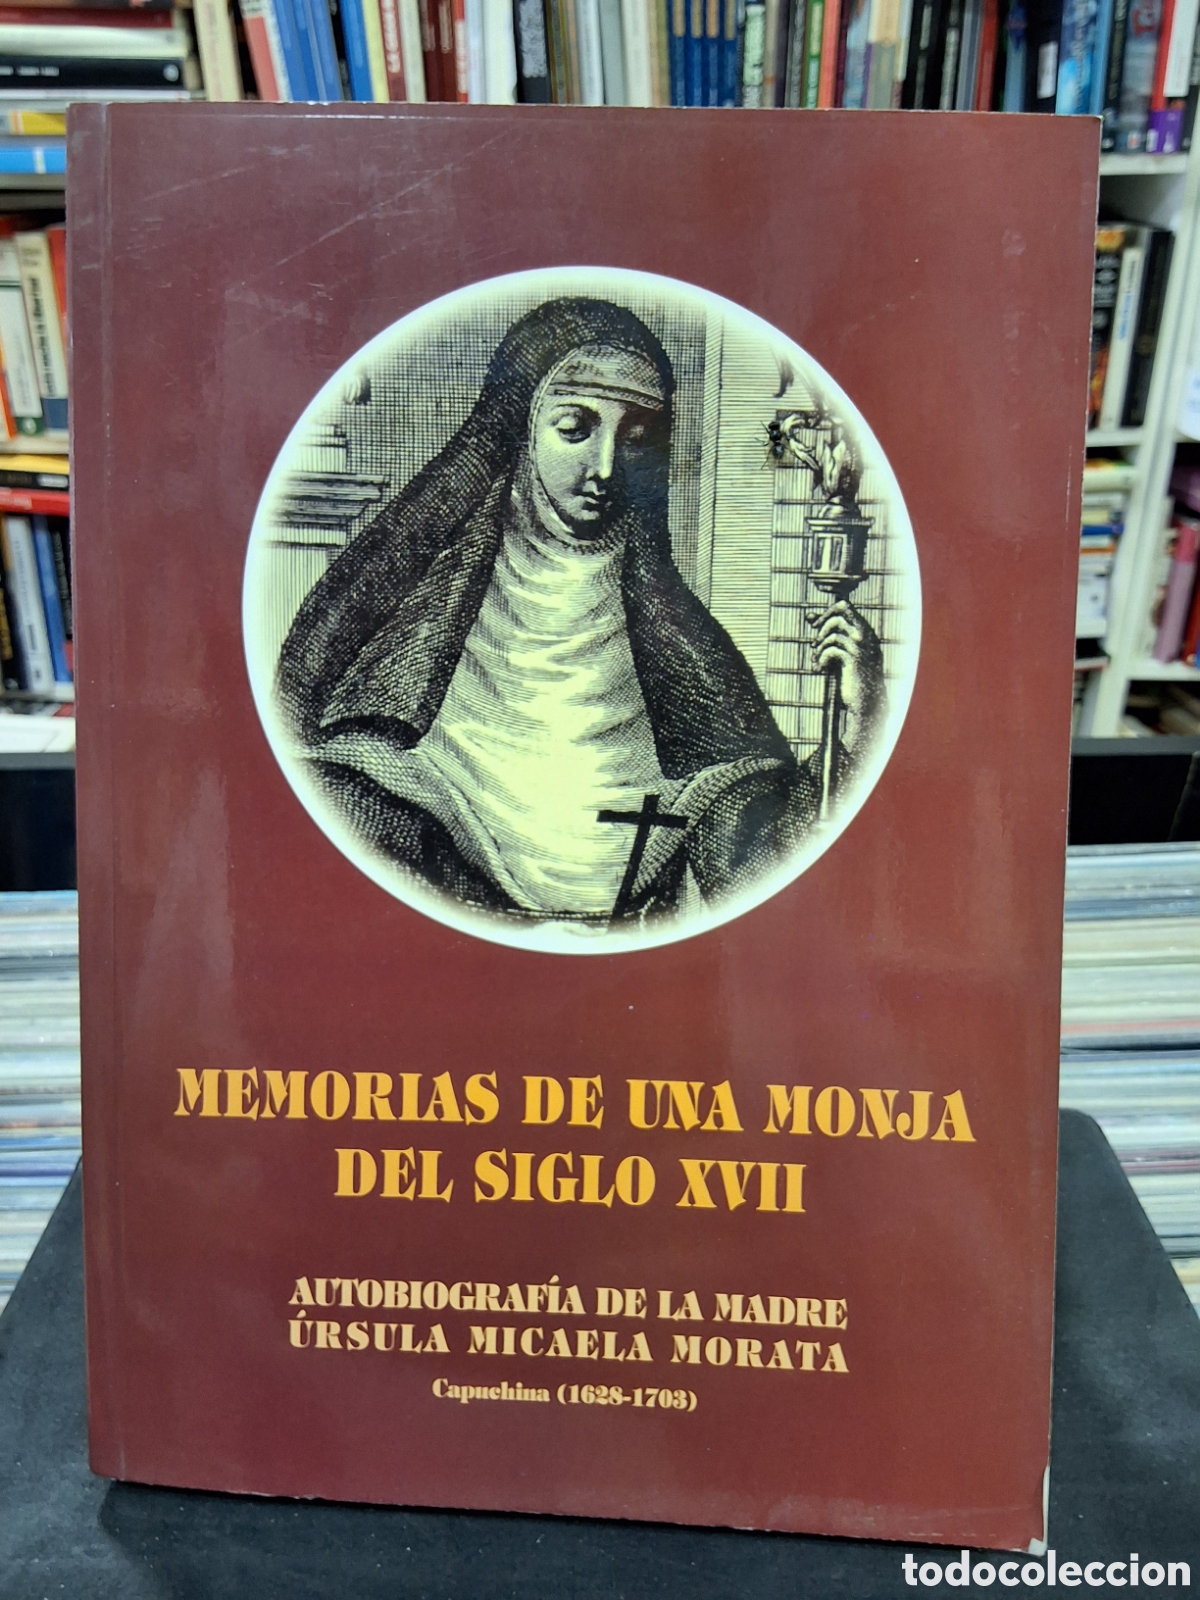 MEMORIAS DE UNA MONJA
DEL SIGLO XVII
AUTOBIOGRAFÍA DE LA MADRE
ÚRSULA MICAELA MORATA
Capuchina (1628-1703)
todocoleccion